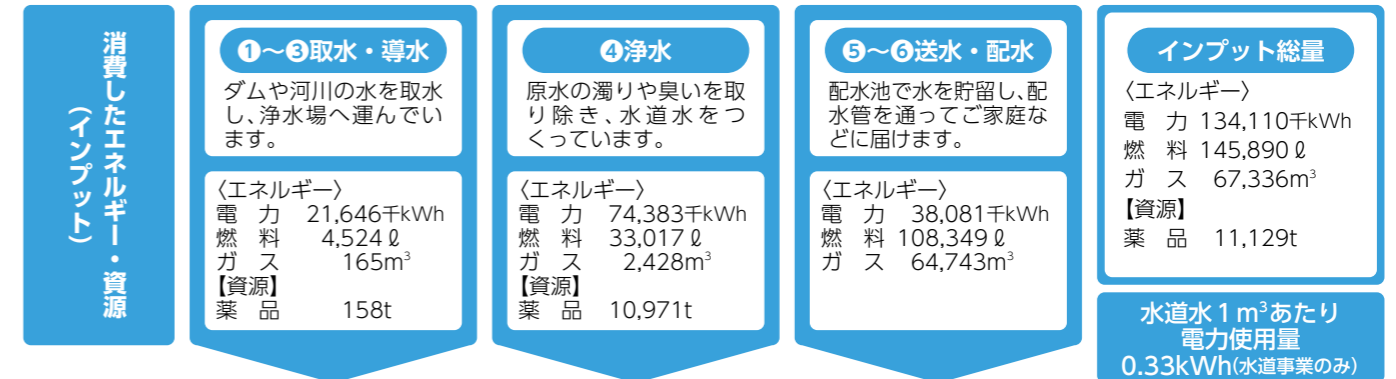 消費したエネルギー・資源
（インプット）
❶〜❸取水・導水
ダムや河川の水を取水
し、浄水場へ運んでい
ます。
〈エネルギー〉
電　力　21,646千kWh
燃　料　4,524ℓ
ガ　ス　165m³
【資源】
薬　品　158t
❹浄水
原水の濁りや臭いを取
り除き、水道水をつ
くっています。
〈エネルギー〉
電　力　74,383千kWh
燃　料　33,017ℓ
ガ　ス　2,428m³
【資源】
薬　品　10,971t
❺〜❻送水・配水
配水池で水を貯留し、配
水管を通ってご家庭な
どに届けます。
〈エネルギー〉
電　力　38,081千kWh
燃　料　108,349ℓ
ガ　ス　64,743m³
インプット総量
〈エネルギー〉
電　力　134,110千kWh
燃　料　145,890ℓ
ガ　ス　67,336m³
【資源】
薬　品　11,129t
水道水1m³あたり
電力使用量
0.33kWh(水道事業のみ)